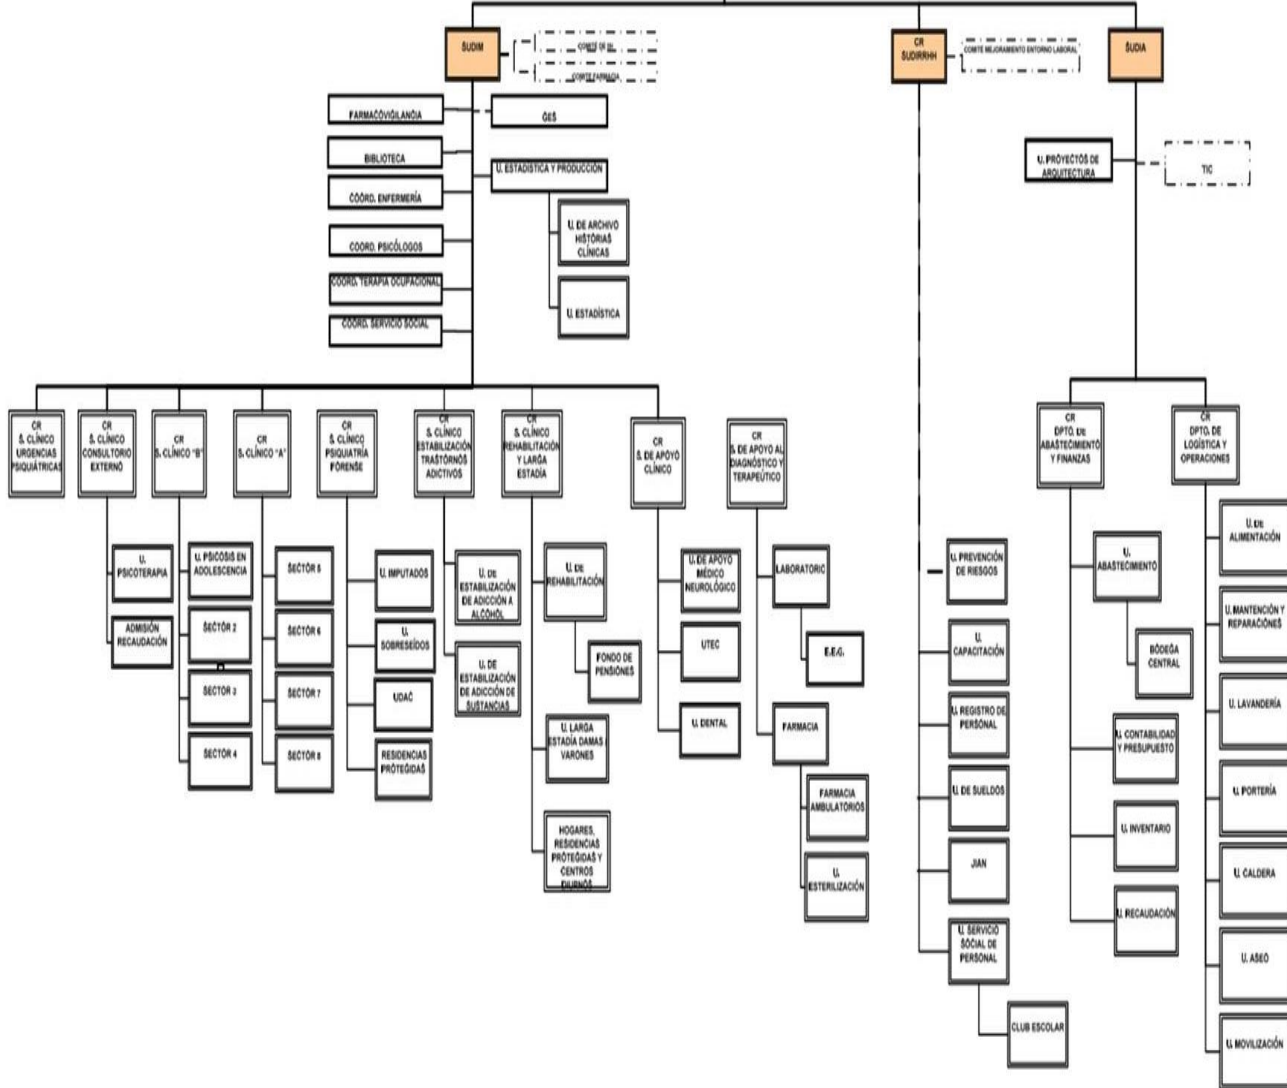 SUDIM
COMITÉ DE IIH
COMITÉ FARMACIA
CR
SUDIRRHH
COMITÉ MEJORAMIENTO ENTORNO LABORAL
SUDIA
FARMACOVIGILANCIA
GES
BIBLIOTECA
U. ESTADÍSTICA Y PRODUCCIÓN
COORD. ENFERMERÍA
COORD. PSICÓLOGOS
COORD. TERAPIA OCUPACIONAL
COORD. SERVICIO SOCIAL
U. DE ARCHIVO
HISTORIAS
CLÍNICAS
U. ESTADÍSTICA
U. PROYECTOS DE
ARQUITECTURA
TIC
CR
S. CLÍNICO
URGENCIAS
PSIQUIÁTRICAS
CR
S. CLÍNICO
CONSULTORIO
EXTERNO
CR
S. CLÍNICO "B"
CR
S. CLÍNICO "A"
CR
S. CLÍNICO
PSIQUIATRÍA
FORENSE
CR
S. CLÍNICO
ESTABILIZACIÓN
TRASTORNOS
ADICTIVOS
CR
S. CLÍNICO
REHABILITACIÓN
Y LARGA
ESTADÍA
CR
S. DE APOYO
CLÍNICO
CR
S. DE APOYO AL
DIAGNÓSTICO Y
TERAPEÚTICO
CR
DPTO. DE
ABASTECIMIENTO
Y FINANZAS
CR
DPTO. DE
LOGÍSTICA Y
OPERACIONES
U.
PSICOTERAPIA
ADMISIÓN
RECAUDACIÓN
U. PSICOSIS EN
ADOLESCENCIA
SECTOR 2
SECTOR 3
SECTOR 4
SECTOR 5
SECTOR 6
SECTOR 7
SECTOR 8
U. IMPUTADOS
U.
SOBRESEÍDOS
UDAC
RESIDENCIAS
PROTEGIDAS
U. DE
ESTABILIZACIÓN
DE ADICCIÓN A
ALCOHOL
U. DE
ESTABILIZACIÓN
DE ADICCIÓN DE
SUSTANCIAS
U. DE
REHABILITACIÓN
FONDO DE
PENSIONES
U. LARGA
ESTADÍA DAMAS
VARONES
HOGARES,
RESIDENCIAS
PROTEGIDAS Y
CENTROS
DIURNOS
U. DE APOYO
MÉDICO
NEUROLÓGICO
UTEC
U. DENTAL
LABORATORIC
E.E.G.
FARMACIA
FARMACIA
AMBULATORIOS
U.
ESTERILIZACIÓN
U. PREVENCIÓN
DE RIESGOS
U.
CAPACITACIÓN
U. REGISTRO DE
PERSONAL
U. DE SUELDOS
JIAN
U. SERVICIO
SOCIAL DE
PERSONAL
CLUB ESCOLAR
U.
ABASTECIMIENTO
BODEGA
CENTRAL
U. CONTABILIDAD
Y PRESUPUESTO
U. INVENTARIO
U. RECAUDACIÓN
U. DE
ALIMENTACIÓN
U. MANTENCIÓN Y
REPARACIONES
U. LAVANDERÍA
U. PORTERÍA
U. CALDERA
U. ASEO
U. MOVILIZACIÓN